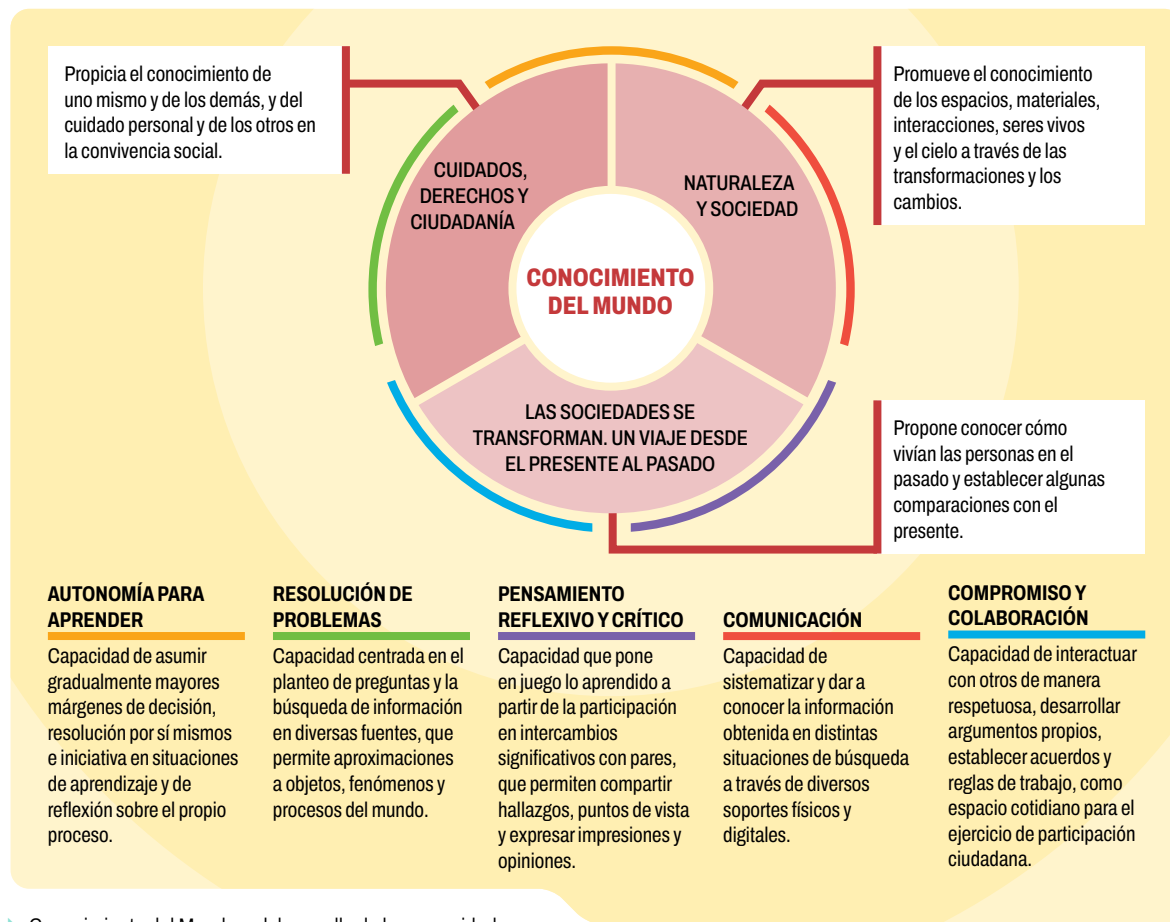 Propicia el conocimiento de
uno mismo y de los demás, y del
cuidado personal y de los otros en
la convivencia social.
Promueve el conocimiento
de los espacios, materiales,
interacciones, seres vivos
y el cielo a través de las
transformaciones y los
cambios.
CUIDADOS,
DERECHOS Y
CIUDADANÍA
NATURALEZA
Y SOCIEDAD
CONOCIMIENTO
DEL MUNDO
LAS SOCIEDADES SE
TRANSFORMAN. UN VIAJE DESDE
EL PRESENTE AL PASADO
Propone conocer cómo
vivían las personas en el
pasado y establecer algunas
comparaciones con el
presente.
AUTONOMÍA PARA
APRENDER
Capacidad de asumir
gradualmente mayores
márgenes de decisión,
resolución por sí mismos
e iniciativa en situaciones
de aprendizaje y de
reflexión sobre el propio
proceso.
RESOLUCIÓN DE
PROBLEMAS
Capacidad centrada en el
planteo de preguntas y la
búsqueda de información
en diversas fuentes, que
permite aproximaciones
a objetos, fenómenos y
procesos del mundo.
PENSAMIENTO
REFLEXIVO Y CRÍTICO
Capacidad que pone
en juego lo aprendido a
partir de la participación
en intercambios
significativos con pares,
que permiten compartir
hallazgos, puntos de vista
y expresar impresiones y
opiniones.
COMUNICACIÓN
Capacidad de
sistematizar y dar a
conocer la información
obtenida en distintas
situaciones de búsqueda
a través de diversos
soportes físicos y
digitales.
COMPROMISO Y
COLABORACIÓN
Capacidad de interactuar
con otros de manera
respetuosa, desarrollar
argumentos propios,
establecer acuerdos y
reglas de trabajo, como
espacio cotidiano para el
ejercicio de participación
ciudadana.